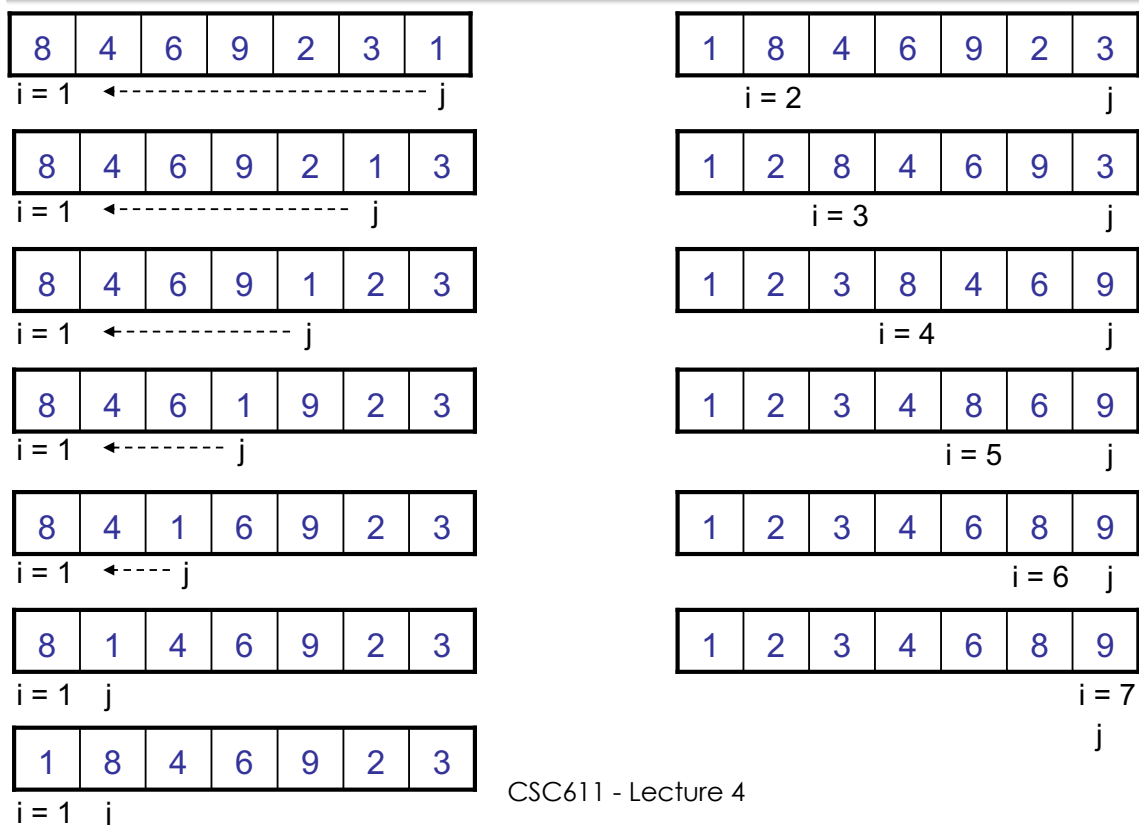 8 4 6 9 2 3 1
i = 1 j
8 4 6 9 2 1 3
i = 1 j
8 4 6 9 1 2 3
i = 1 j
8 4 6 1 9 2 3
i = 1 j
8 4 1 6 9 2 3
i = 1 j
8 1 4 6 9 2 3
i = 1 j
1 8 4 6 9 2 3
i = 1 j
1 8 4 6 9 2 3
i = 2 j
1 2 8 4 6 9 3
i = 3 j
1 2 3 8 4 6 9
i = 4 j
1 2 3 4 8 6 9
i = 5 j
1 2 3 4 6 8 9
i = 6 j
1 2 3 4 6 8 9
i = 7
j
CSC611 - Lecture 4